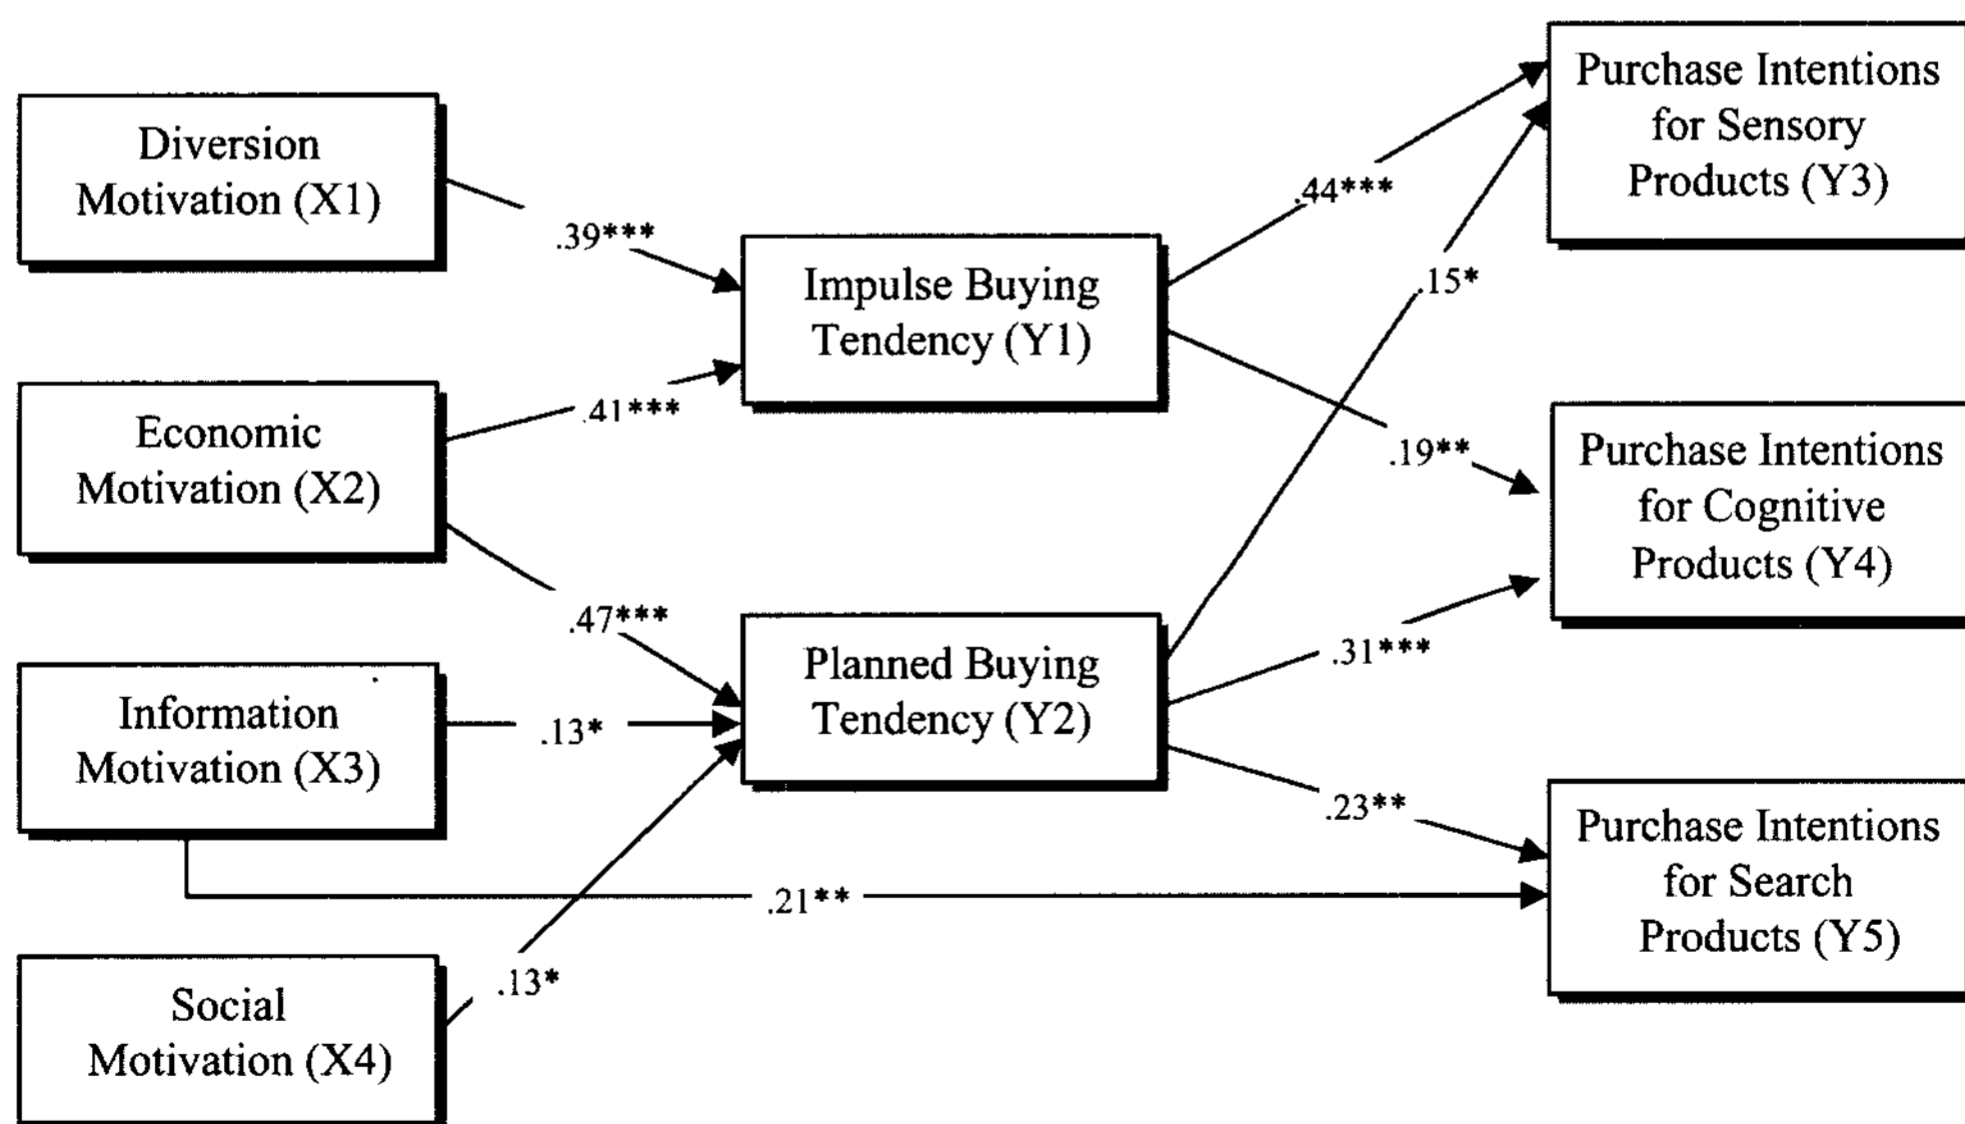 Diversion
Motivation (X1)
Economic
Motivation (X2)
Information
Motivation (X3)
Social
Motivation (X4)
.39***
.41***
.47***
.13*
.21**
.13*
Impulse Buying
Tendency (Y1)
Planned Buying
Tendency (Y2)
.44***
.15*
.19**
.31***
.23**
Purchase Intentions
for Sensory
Products (Y3)
Purchase Intentions
for Cognitive
Products (Y4)
Purchase Intentions
for Search
Products (Y5)